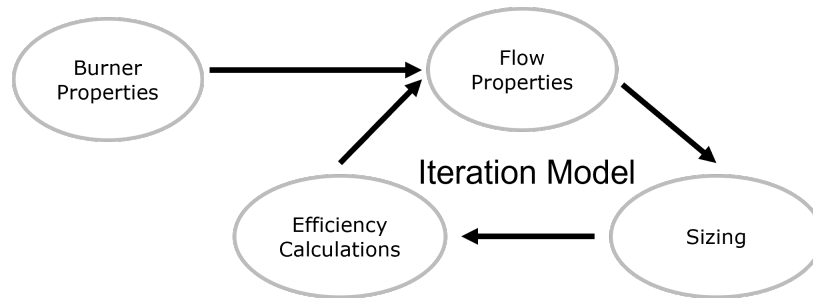 Burner
Properties
Flow
Properties
Iteration Model
Efficiency
Calculations
Sizing